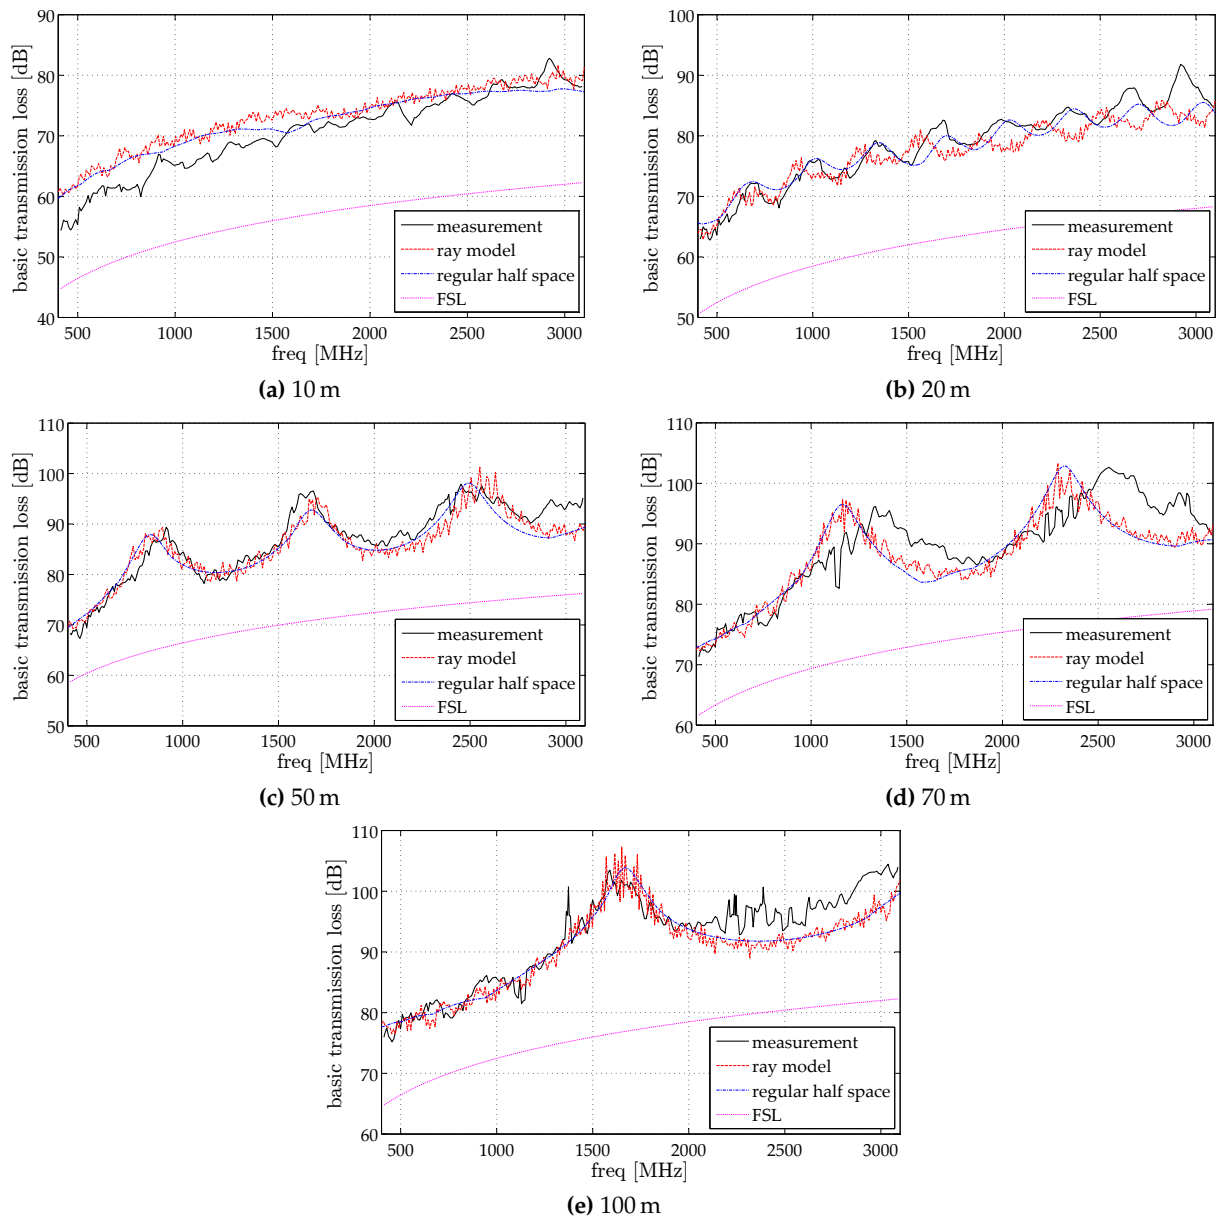 90
80
70
60
50
40
basic transmission loss [dB]
measurement
ray model
regular half space
FSL
500 1000 1500 2000 2500 3000
freq [MHz]
(a) 10 m
100
90
80
70
60
50
basic transmission loss [dB]
measurement
ray model
regular half space
FSL
500 1000 1500 2000 2500 3000
freq [MHz]
(b) 20 m
110
100
90
80
70
60
50
basic transmission loss [dB]
measurement
ray model
regular half space
FSL
500 1000 1500 2000 2500 3000
freq [MHz]
(c) 50 m
110
100
90
80
70
60
basic transmission loss [dB]
measurement
ray model
regular half space
FSL
500 1000 1500 2000 2500 3000
freq [MHz]
(d) 70 m
110
100
90
80
70
60
basic transmission loss [dB]
measurement
ray model
regular half space
FSL
500 1000 1500 2000 2500 3000
freq [MHz]
(e) 100 m